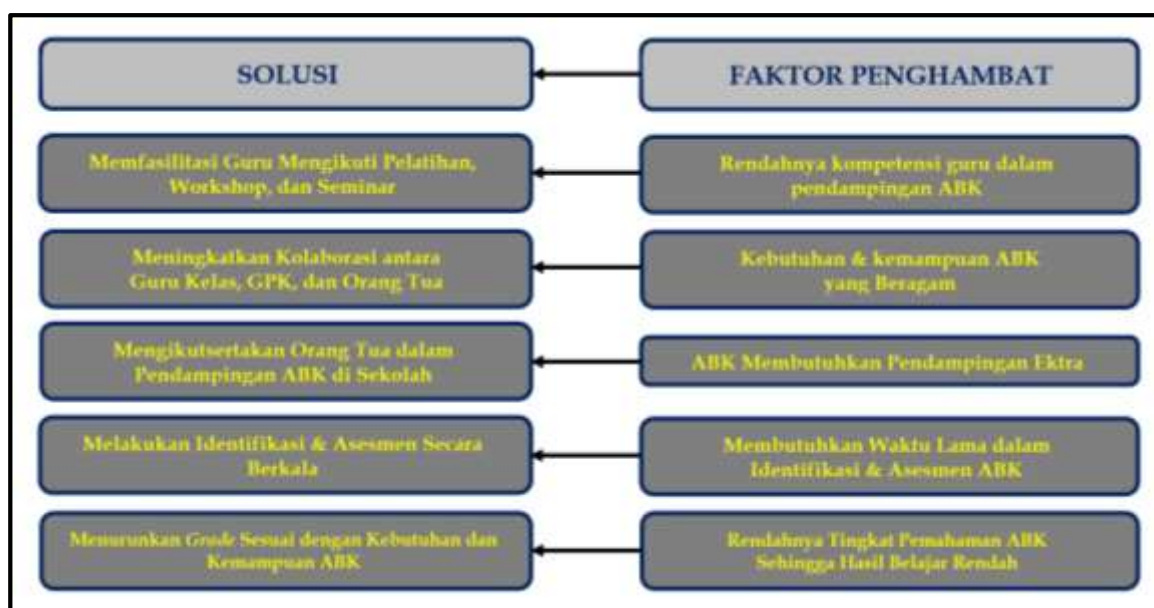 SOLUSI
FAKTOR PENGHAMBAT
Memfasilitasi Guru Mengikuti Pelatihan,
Workshop, dan Seminar
Rendahnya kompetensi guru dalam
pendampingan ABK
Meningkatkan Kolaborasi antara
Guru Kelas, GPK, dan Orang Tua
Kebutuhan & kemampuan ABK
yang Beragam
Mengikutsertakan Orang Tua dalam
Pendampingan ABK di Sekolah
ABK Membutuhkan Pendampingan Ektra
Melakukan Identifikasi & Asesmen Secara
Berkala
Membutuhkan Waktu Lama dalam
Identifikasi & Asesmen ABK
Menurunkan Grade Sesuai dengan Kebutuhan dan
Kemampuan ABK
Rendahnya Tingkat Pemahaman ABK
Sehingga Hasil Belajar Rendah